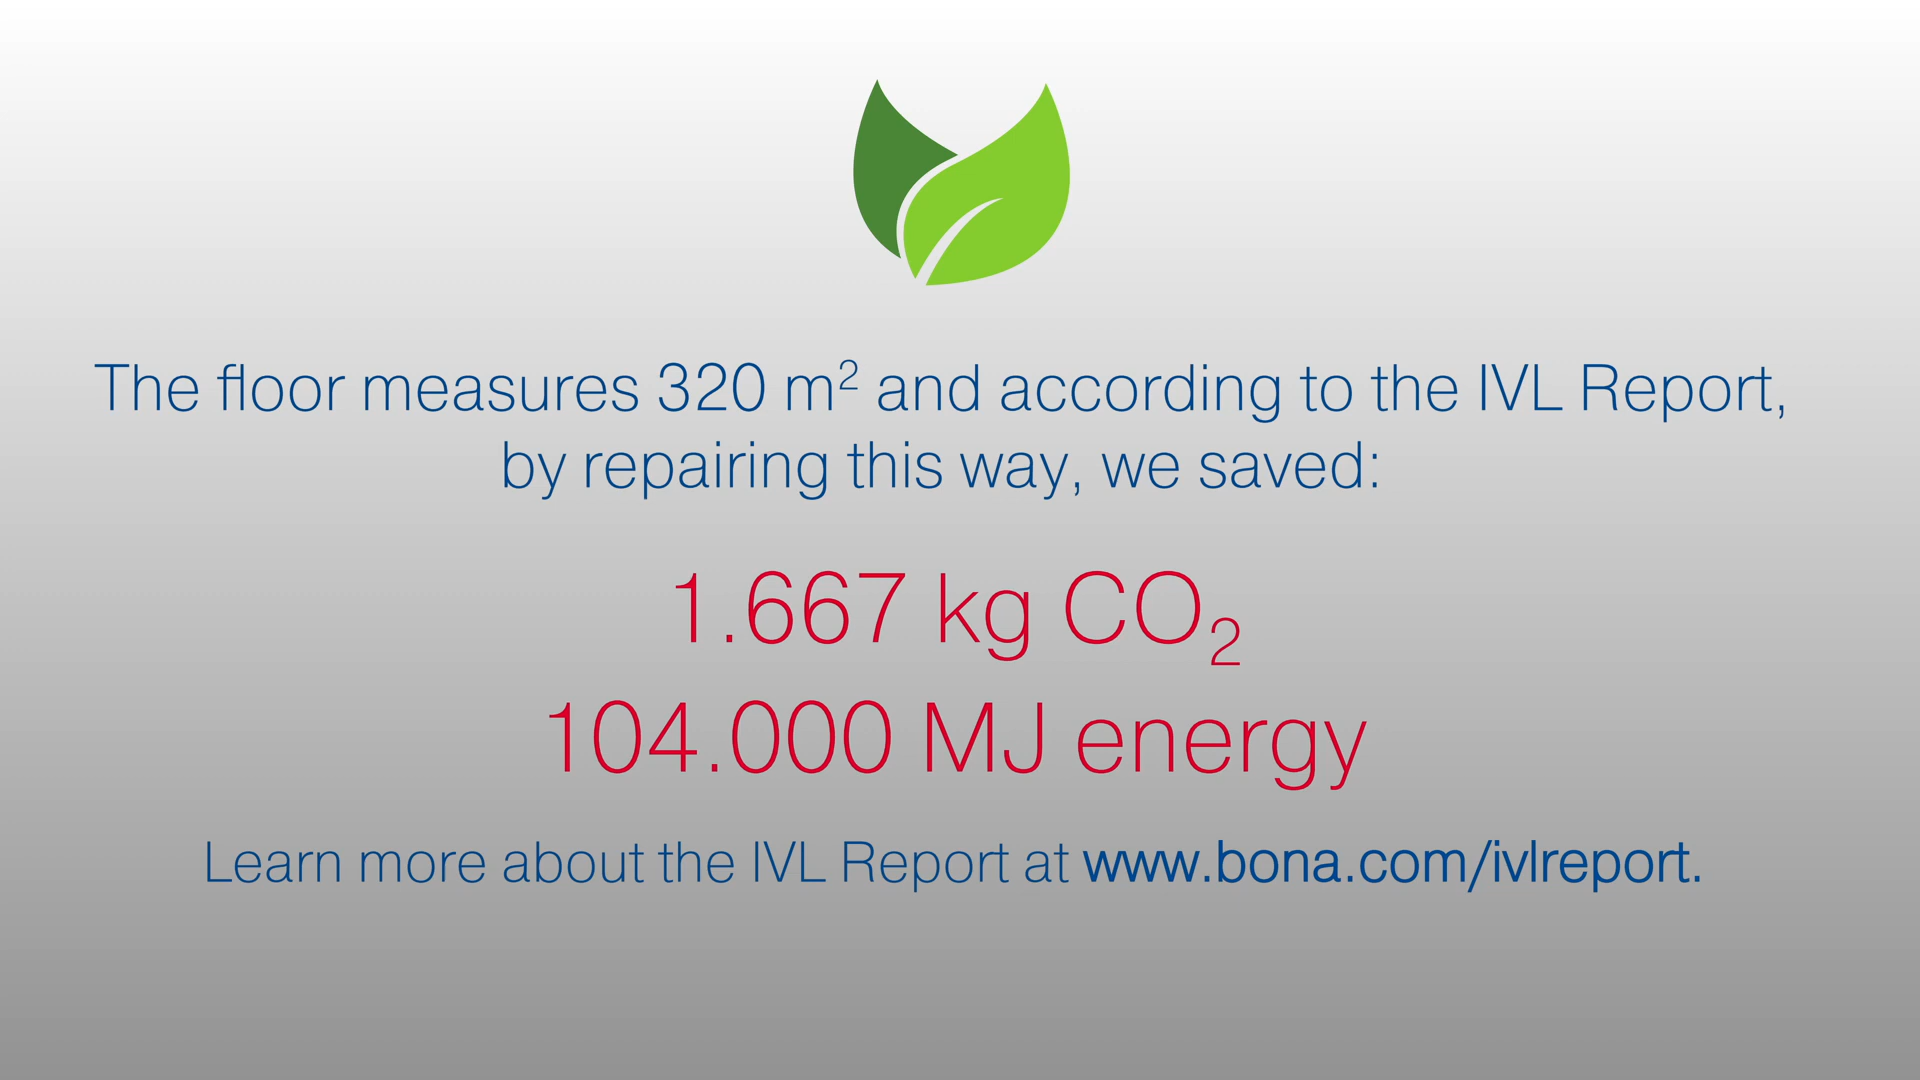 The floor measures 320 m² and according to the IVL Report,
by repairing this way, we saved:
1.667 kg CO₂
104.000 MJ energy
Learn more about the IVL Report at www.bona.com/ivlreport.